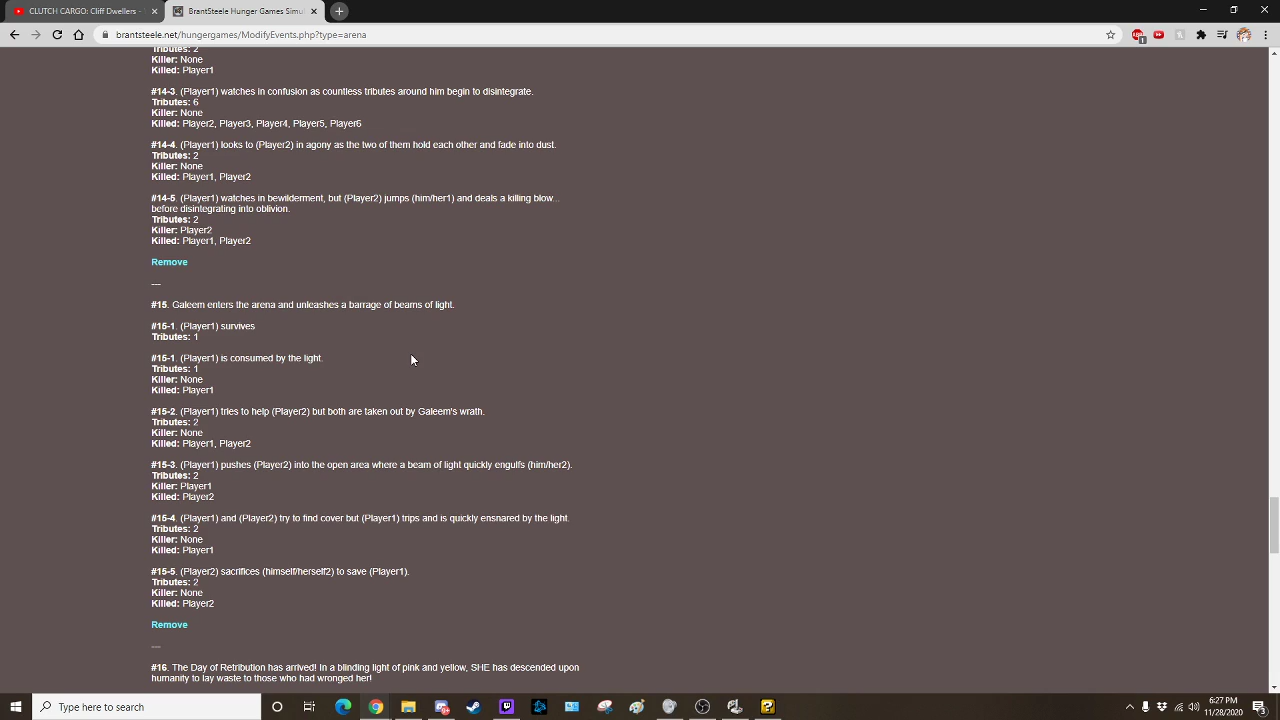 CLUTCH CARGO: Cliff Dwellers -
BrantSteele Hunger Games Simu
brantsteele.net/hungergames/ModifyEvents.php?type=arena
Tributes: 2
Killer: None
Killed: Player1
#14-3. (Player1) watches in confusion as countless tributes around him begin to disintegrate.
Tributes: 6
Killer: None
Killed: Player2, Player3, Player4, Player5, Player6
#14-4. (Player1) looks to (Player2) in agony as the two of them hold each other and fade into dust.
Tributes: 2
Killer: None
Killed: Player1, Player2
#14-5. (Player1) watches in bewilderment, but (Player2) jumps (him/her1) and deals a killing blow...
before disintegrating into oblivion.
Tributes: 2
Killer: Player2
Killed: Player1, Player2
Remove
---
#15. Galeem enters the arena and unleashes a barrage of beams of light.
#15-1. (Player1) survives
Tributes: 1
#15-1. (Player1) is consumed by the light.
Tributes: 1
Killer: None
Killed: Player1
#15-2. (Player1) tries to help (Player2) but both are taken out by Galeem's wrath.
Tributes: 2
Killer: None
Killed: Player1, Player2
#15-3. (Player1) pushes (Player2) into the open area where a beam of light quickly engulfs (him/her2).
Tributes: 2
Killer: Player1
Killed: Player2
#15-4. (Player1) and (Player2) try to find cover but (Player1) trips and is quickly ensnared by the light.
Tributes: 2
Killer: None
Killed: Player1
#15-5. (Player2) sacrifices (himself/herself2) to save (Player1).
Tributes: 2
Killer: None
Killed: Player2
Remove
---
#16. The Day of Retribution has arrived! In a blinding light of pink and yellow, SHE has descended upon
humanity to lay waste to those who had wronged her!
Type here to search
6:27 PM
11/28/2020